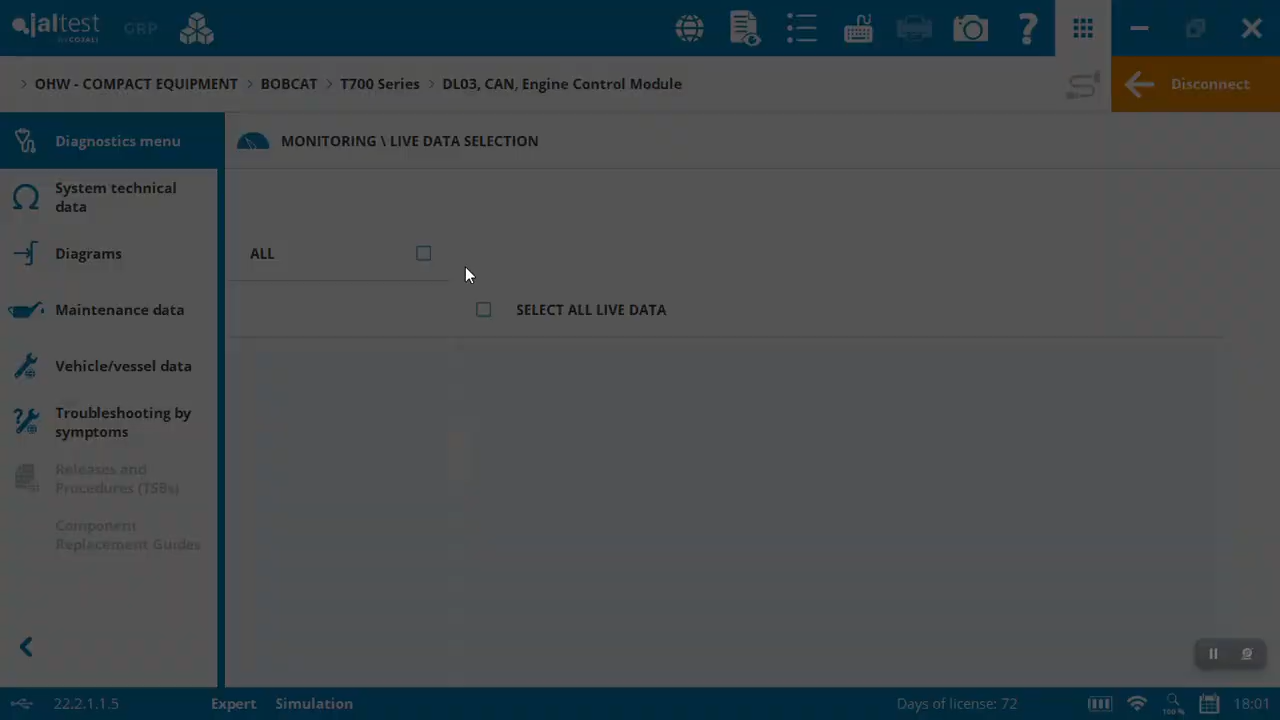 jaltest
BY COJALI
GRP
OHW - COMPACT EQUIPMENT > BOBCAT > T700 Series > DL03, CAN, Engine Control Module
Disconnect
Diagnostics menu
MONITORING \ LIVE DATA SELECTION
System technical
data
Diagrams
ALL
Maintenance data
SELECT ALL LIVE DATA
Vehicle/vessel data
Troubleshooting by
symptoms
Releases and
Procedures (TSBs)
Component
Replacement Guides
22.2.1.1.5
Expert
Simulation
Days of license: 72
100 %
18:01